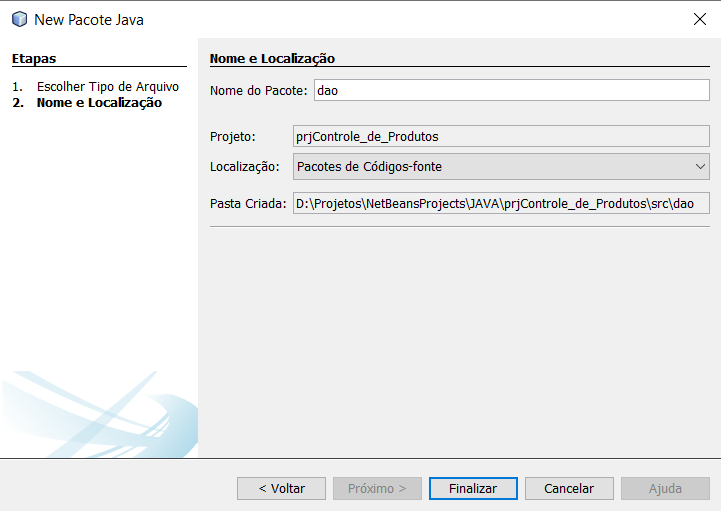 New Pacote Java
Etapas
1. Escolher Tipo de Arquivo
2. Nome e Localização
Nome e Localização
Nome do Pacote: dao
Projeto: prjControle_de_Produtos
Localização: Pacotes de Códigos-fonte
Pasta Criada: D:\Projetos\NetBeansProjects\JAVA\prjControle_de_Produtos\src\dao
< Voltar Próximo > Finalizar Cancelar Ajuda